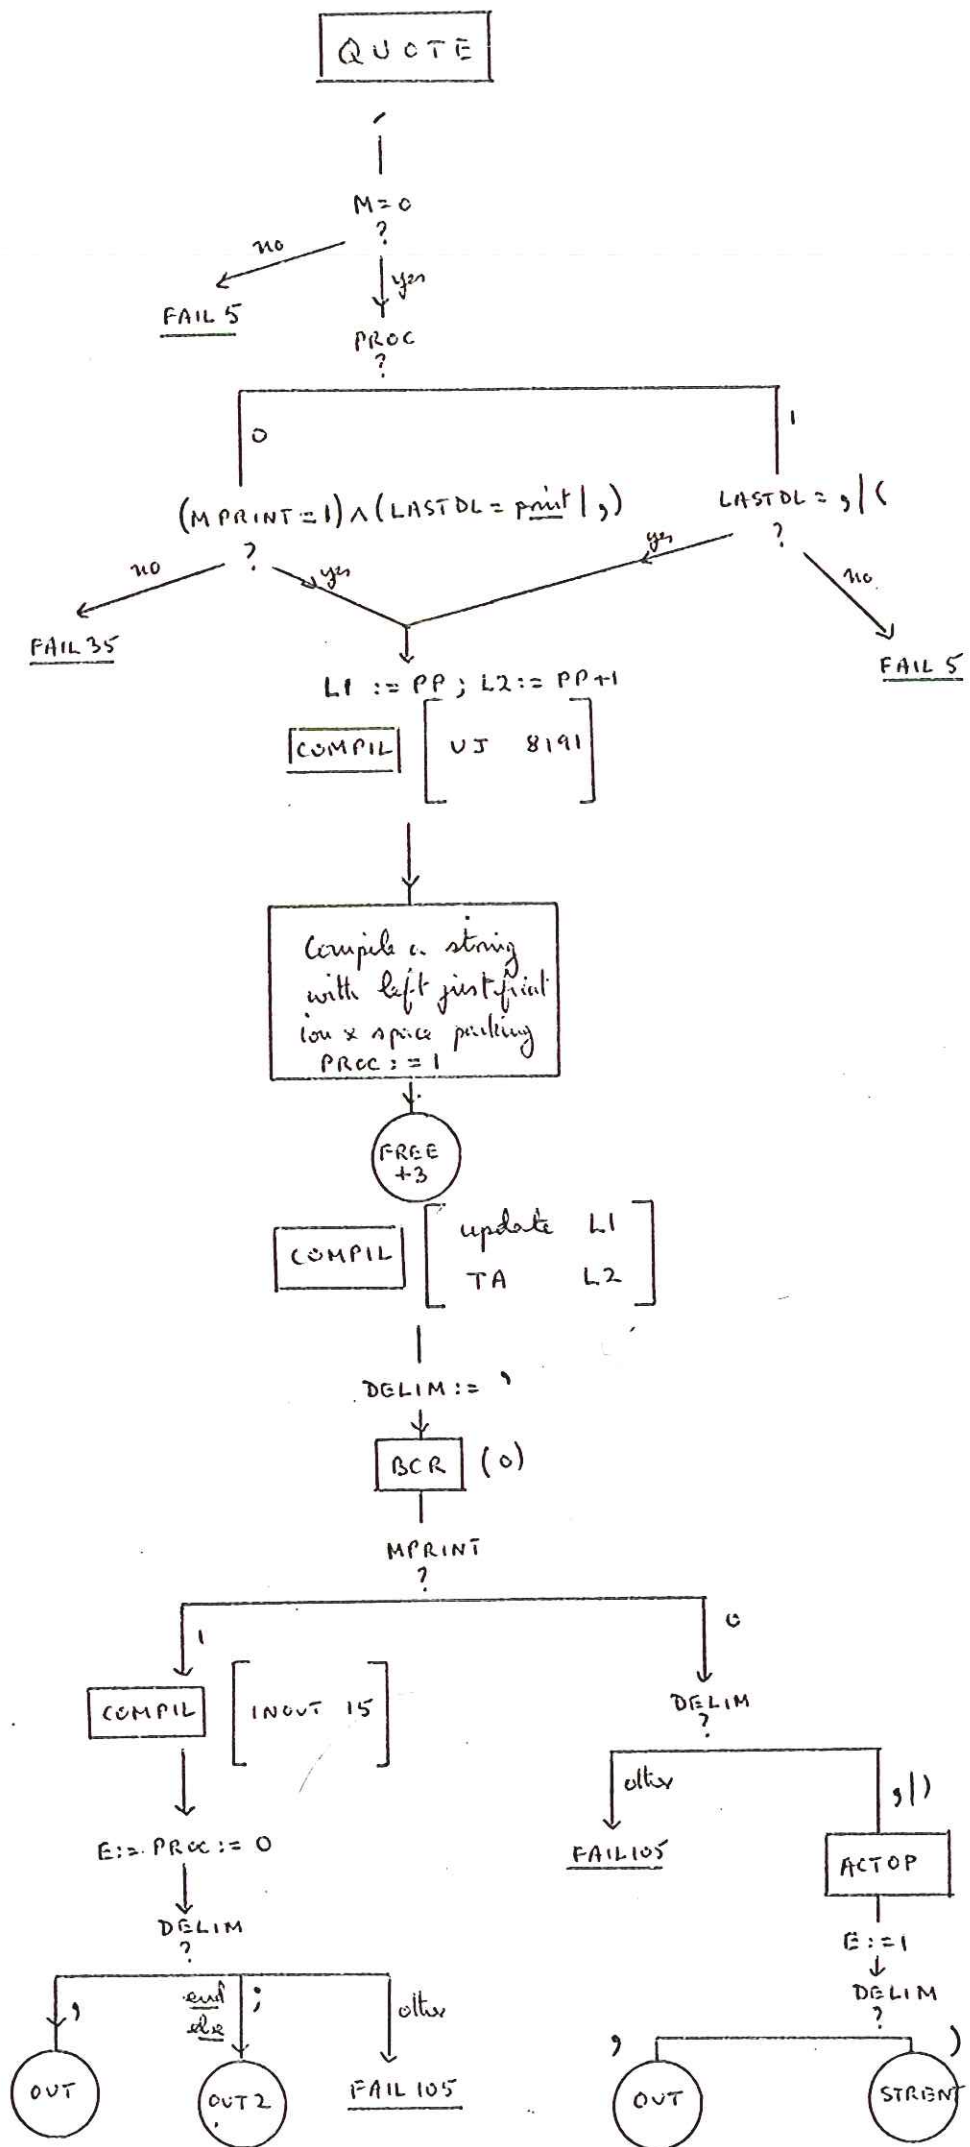 QUOTE
'
M=0
?
no
yes
FAIL 5
PROC
?
0
1
(MPRINT=1)∧(LASTDL=print|,)
LASTDL=,|(
?
?
no
yes
yes
no
FAIL 35
FAIL 5
L1 := PP ; L2 := PP+1
COMPIL [UJ 8191]
Compile a string
with left justificat
ion & space packing
PROC := 1
FREE
+3
COMPIL
update L1
TA L2
DELIM := '
BCR (0)
MPRINT
?
1
0
COMPIL [INOUT 15]
DELIM
?
other
,|)
E := PROC := 0
FAIL 105
ACTOP
DELIM
?
E := 1
DELIM
?
,
end
else
;
other
,
)
OUT
OUT 2
FAIL 105
OUT
STRENT